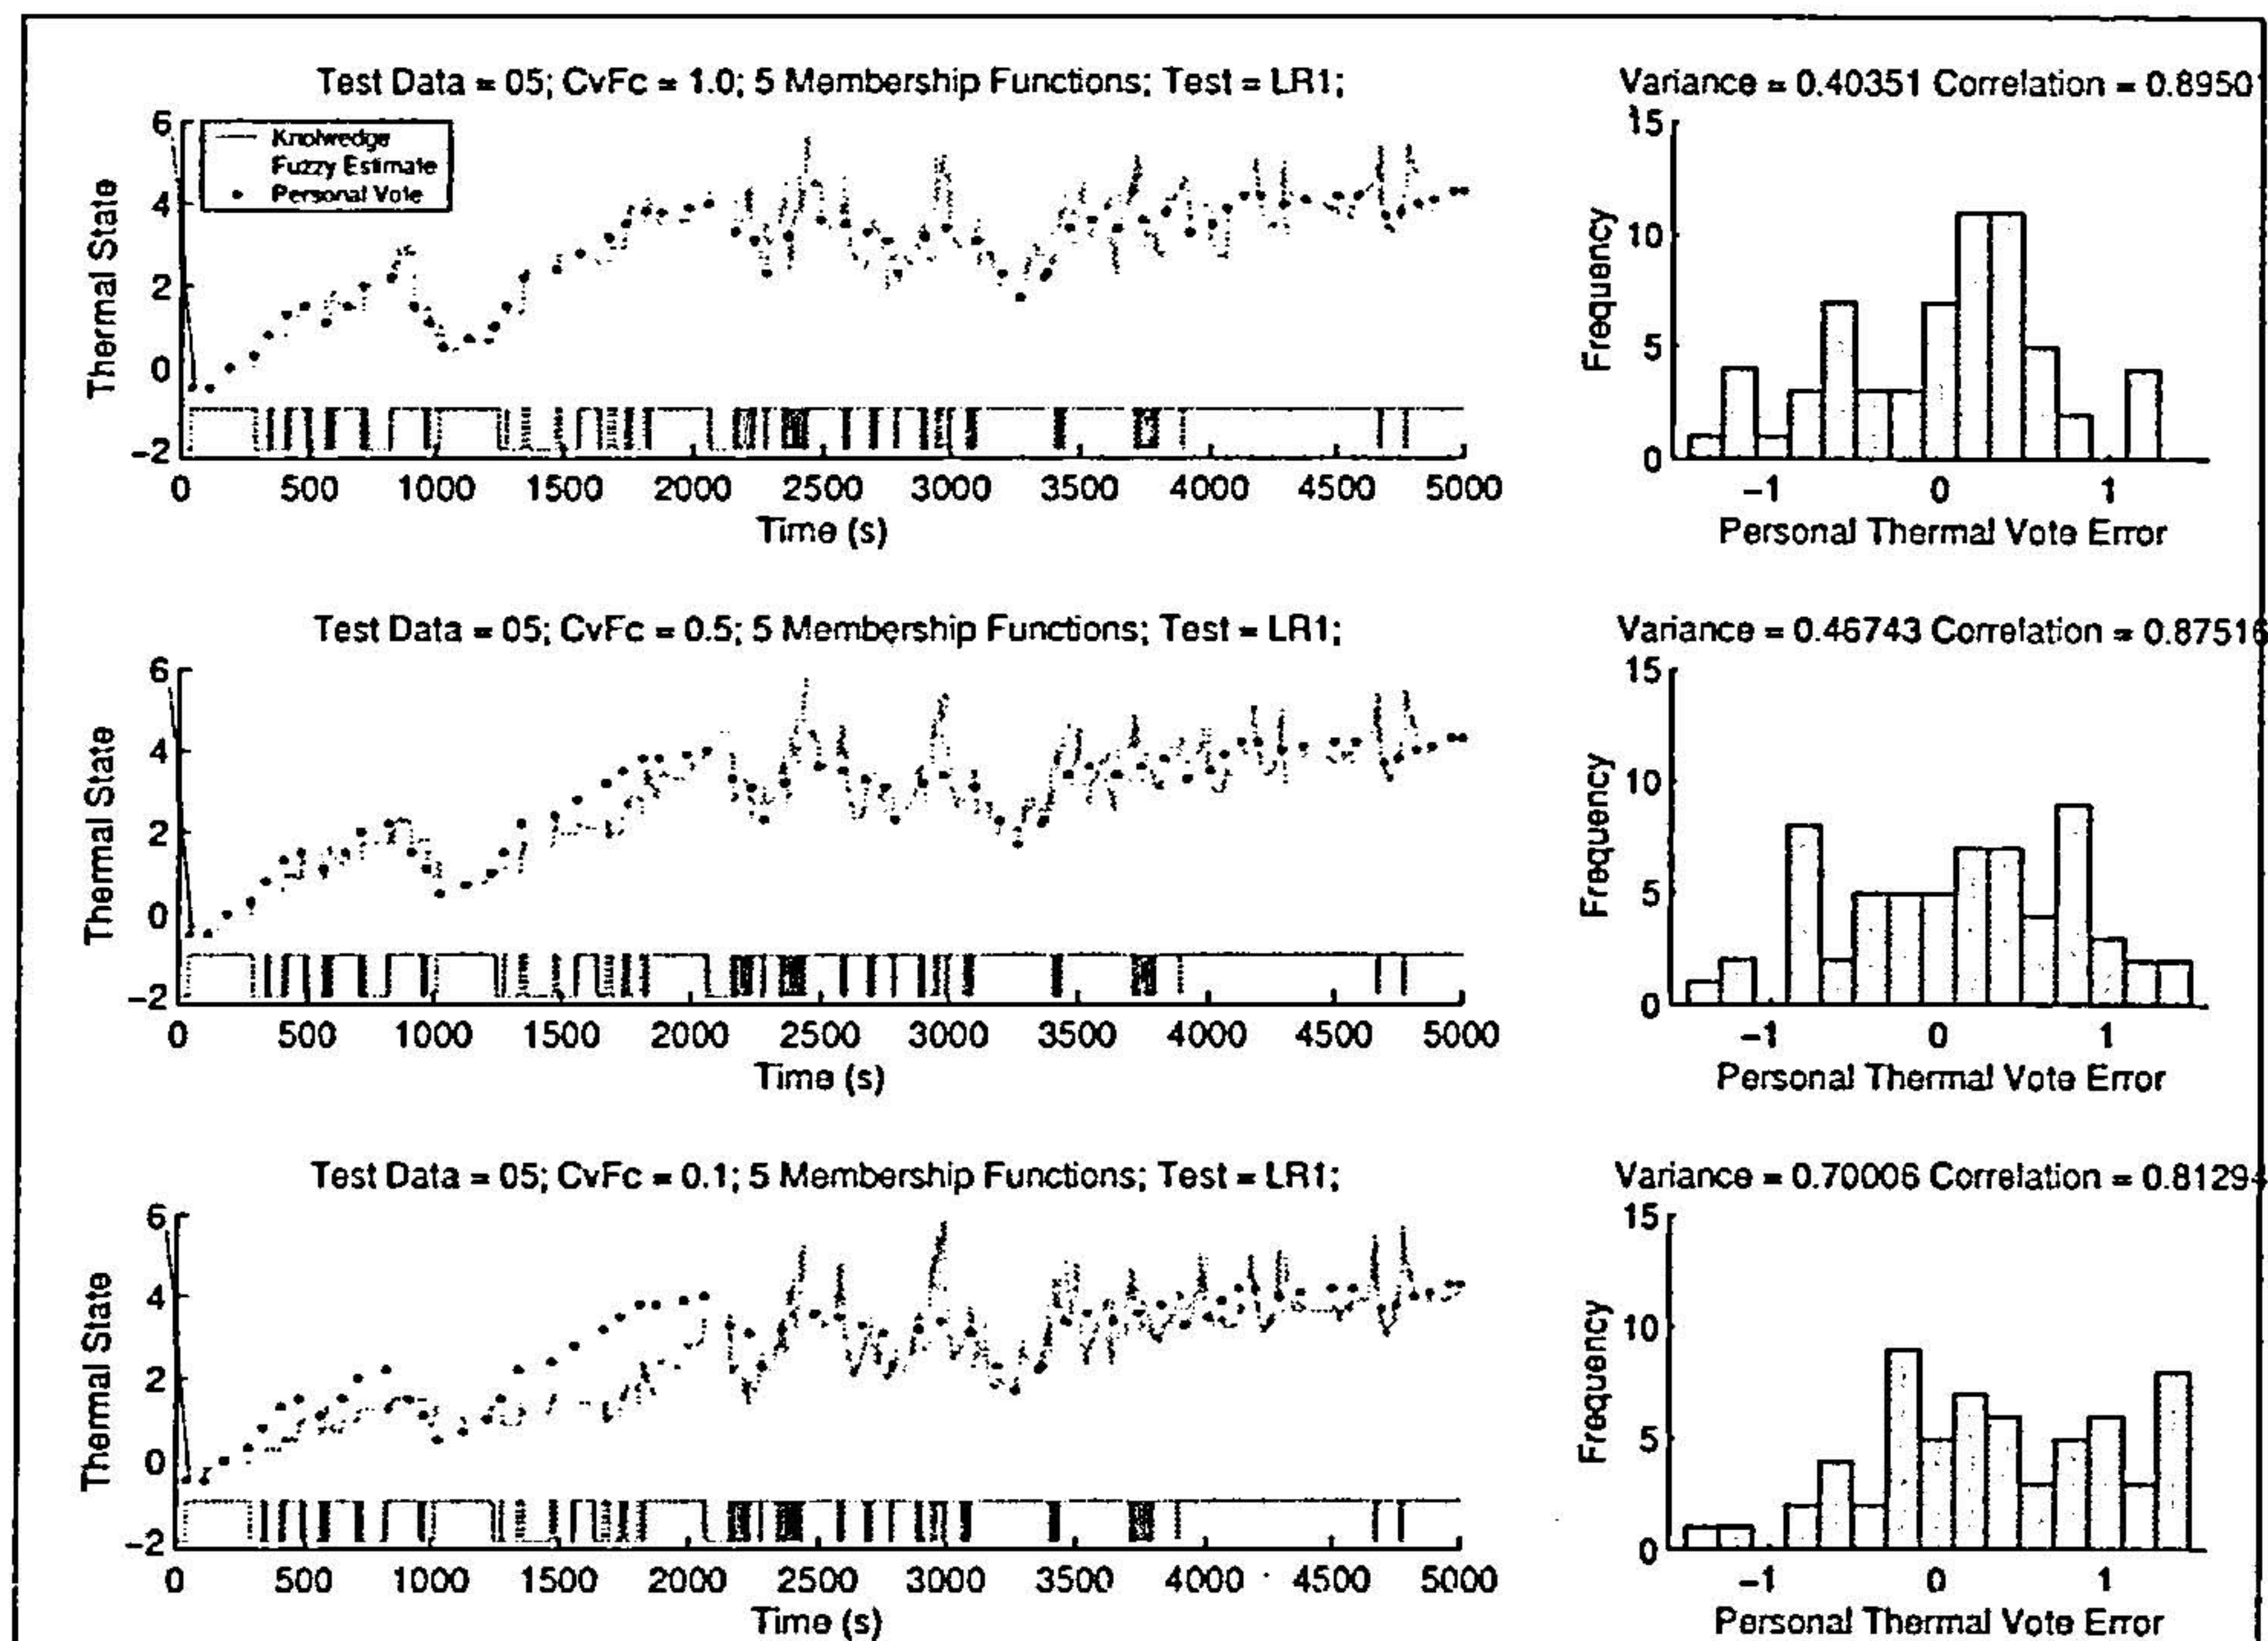 Test Data = 05; CvFc = 1.0; 5 Membership Functions; Test = LR1;
Variance = 0.40351 Correlation = 0.8950
Knolwedge
Fuzzy Estimate
Personal Vote
Thermal State
6
4
2
0
-2
0 500 1000 1500 2000 2500 3000 3500 4000 4500 5000
Time (s)
Frequency
15
10
5
0
-1 0 1
Personal Thermal Vote Error
Test Data = 05; CvFc = 0.5; 5 Membership Functions; Test = LR1;
Variance = 0.46743 Correlation = 0.87516
Thermal State
6
4
2
0
-2
0 500 1000 1500 2000 2500 3000 3500 4000 4500 5000
Time (s)
Frequency
15
10
5
0
-1 0 1
Personal Thermal Vote Error
Test Data = 05; CvFc = 0.1; 5 Membership Functions; Test = LR1;
Variance = 0.70006 Correlation = 0.81294
Thermal State
6
4
2
0
-2
0 500 1000 1500 2000 2500 3000 3500 4000 4500 5000
Time (s)
Frequency
15
10
5
0
-1 0 1
Personal Thermal Vote Error